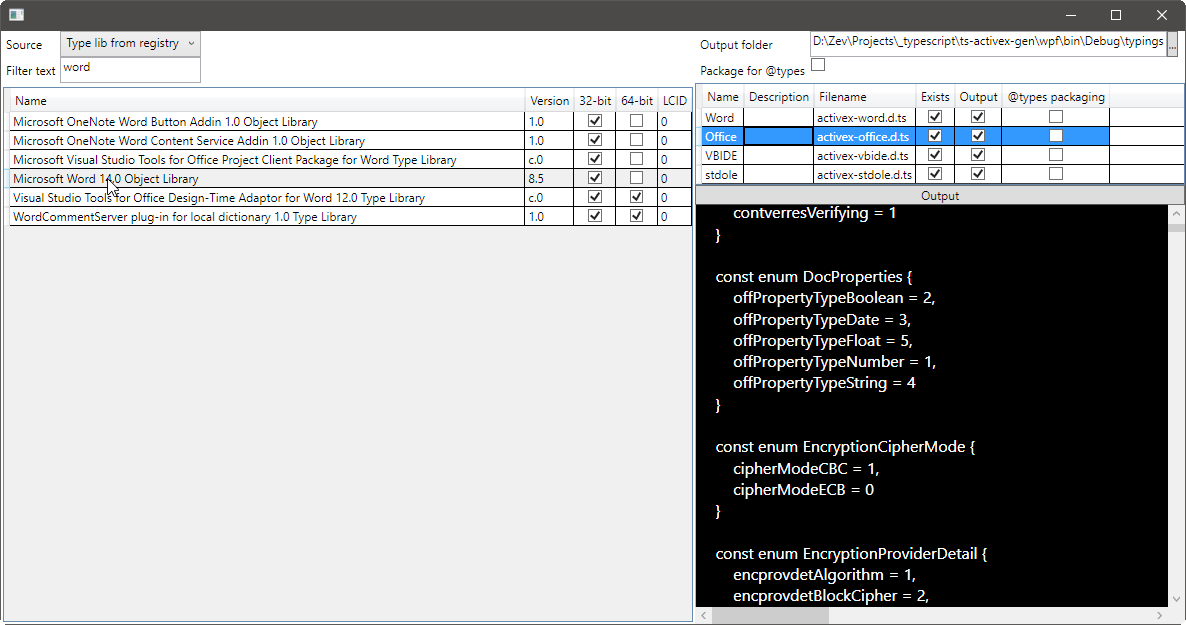 Source Type lib from registry
Filter text word
Name Version 32-bit 64-bit LCID
Microsoft OneNote Word Button Addin 1.0 Object Library 1.0 0
Microsoft OneNote Word Content Service Addin 1.0 Object Library 1.0 0
Microsoft Visual Studio Tools for Office Project Client Package for Word Type Library c.0 0
Microsoft Word 14.0 Object Library 8.5 0
Visual Studio Tools for Office Design-Time Adaptor for Word 12.0 Type Library c.0 0
WordCommentServer plug-in for local dictionary 1.0 Type Library 1.0 0
Output folder D:\Zev\Projects\_typescript\ts-activex-gen\wpf\bin\Debug\typings ...
Package for @types
Name Description Filename Exists Output @types packaging
Word activex-word.d.ts
Office activex-office.d.ts
VBIDE activex-vbide.d.ts
stdole activex-stdole.d.ts
Output
contverresVerifying = 1
}
const enum DocProperties {
offPropertyTypeBoolean = 2,
offPropertyTypeDate = 3,
offPropertyTypeFloat = 5,
offPropertyTypeNumber = 1,
offPropertyTypeString = 4
}
const enum EncryptionCipherMode {
cipherModeCBC = 1,
cipherModeECB = 0
}
const enum EncryptionProviderDetail {
encprovdetAlgorithm = 1,
encprovdetBlockCipher = 2,